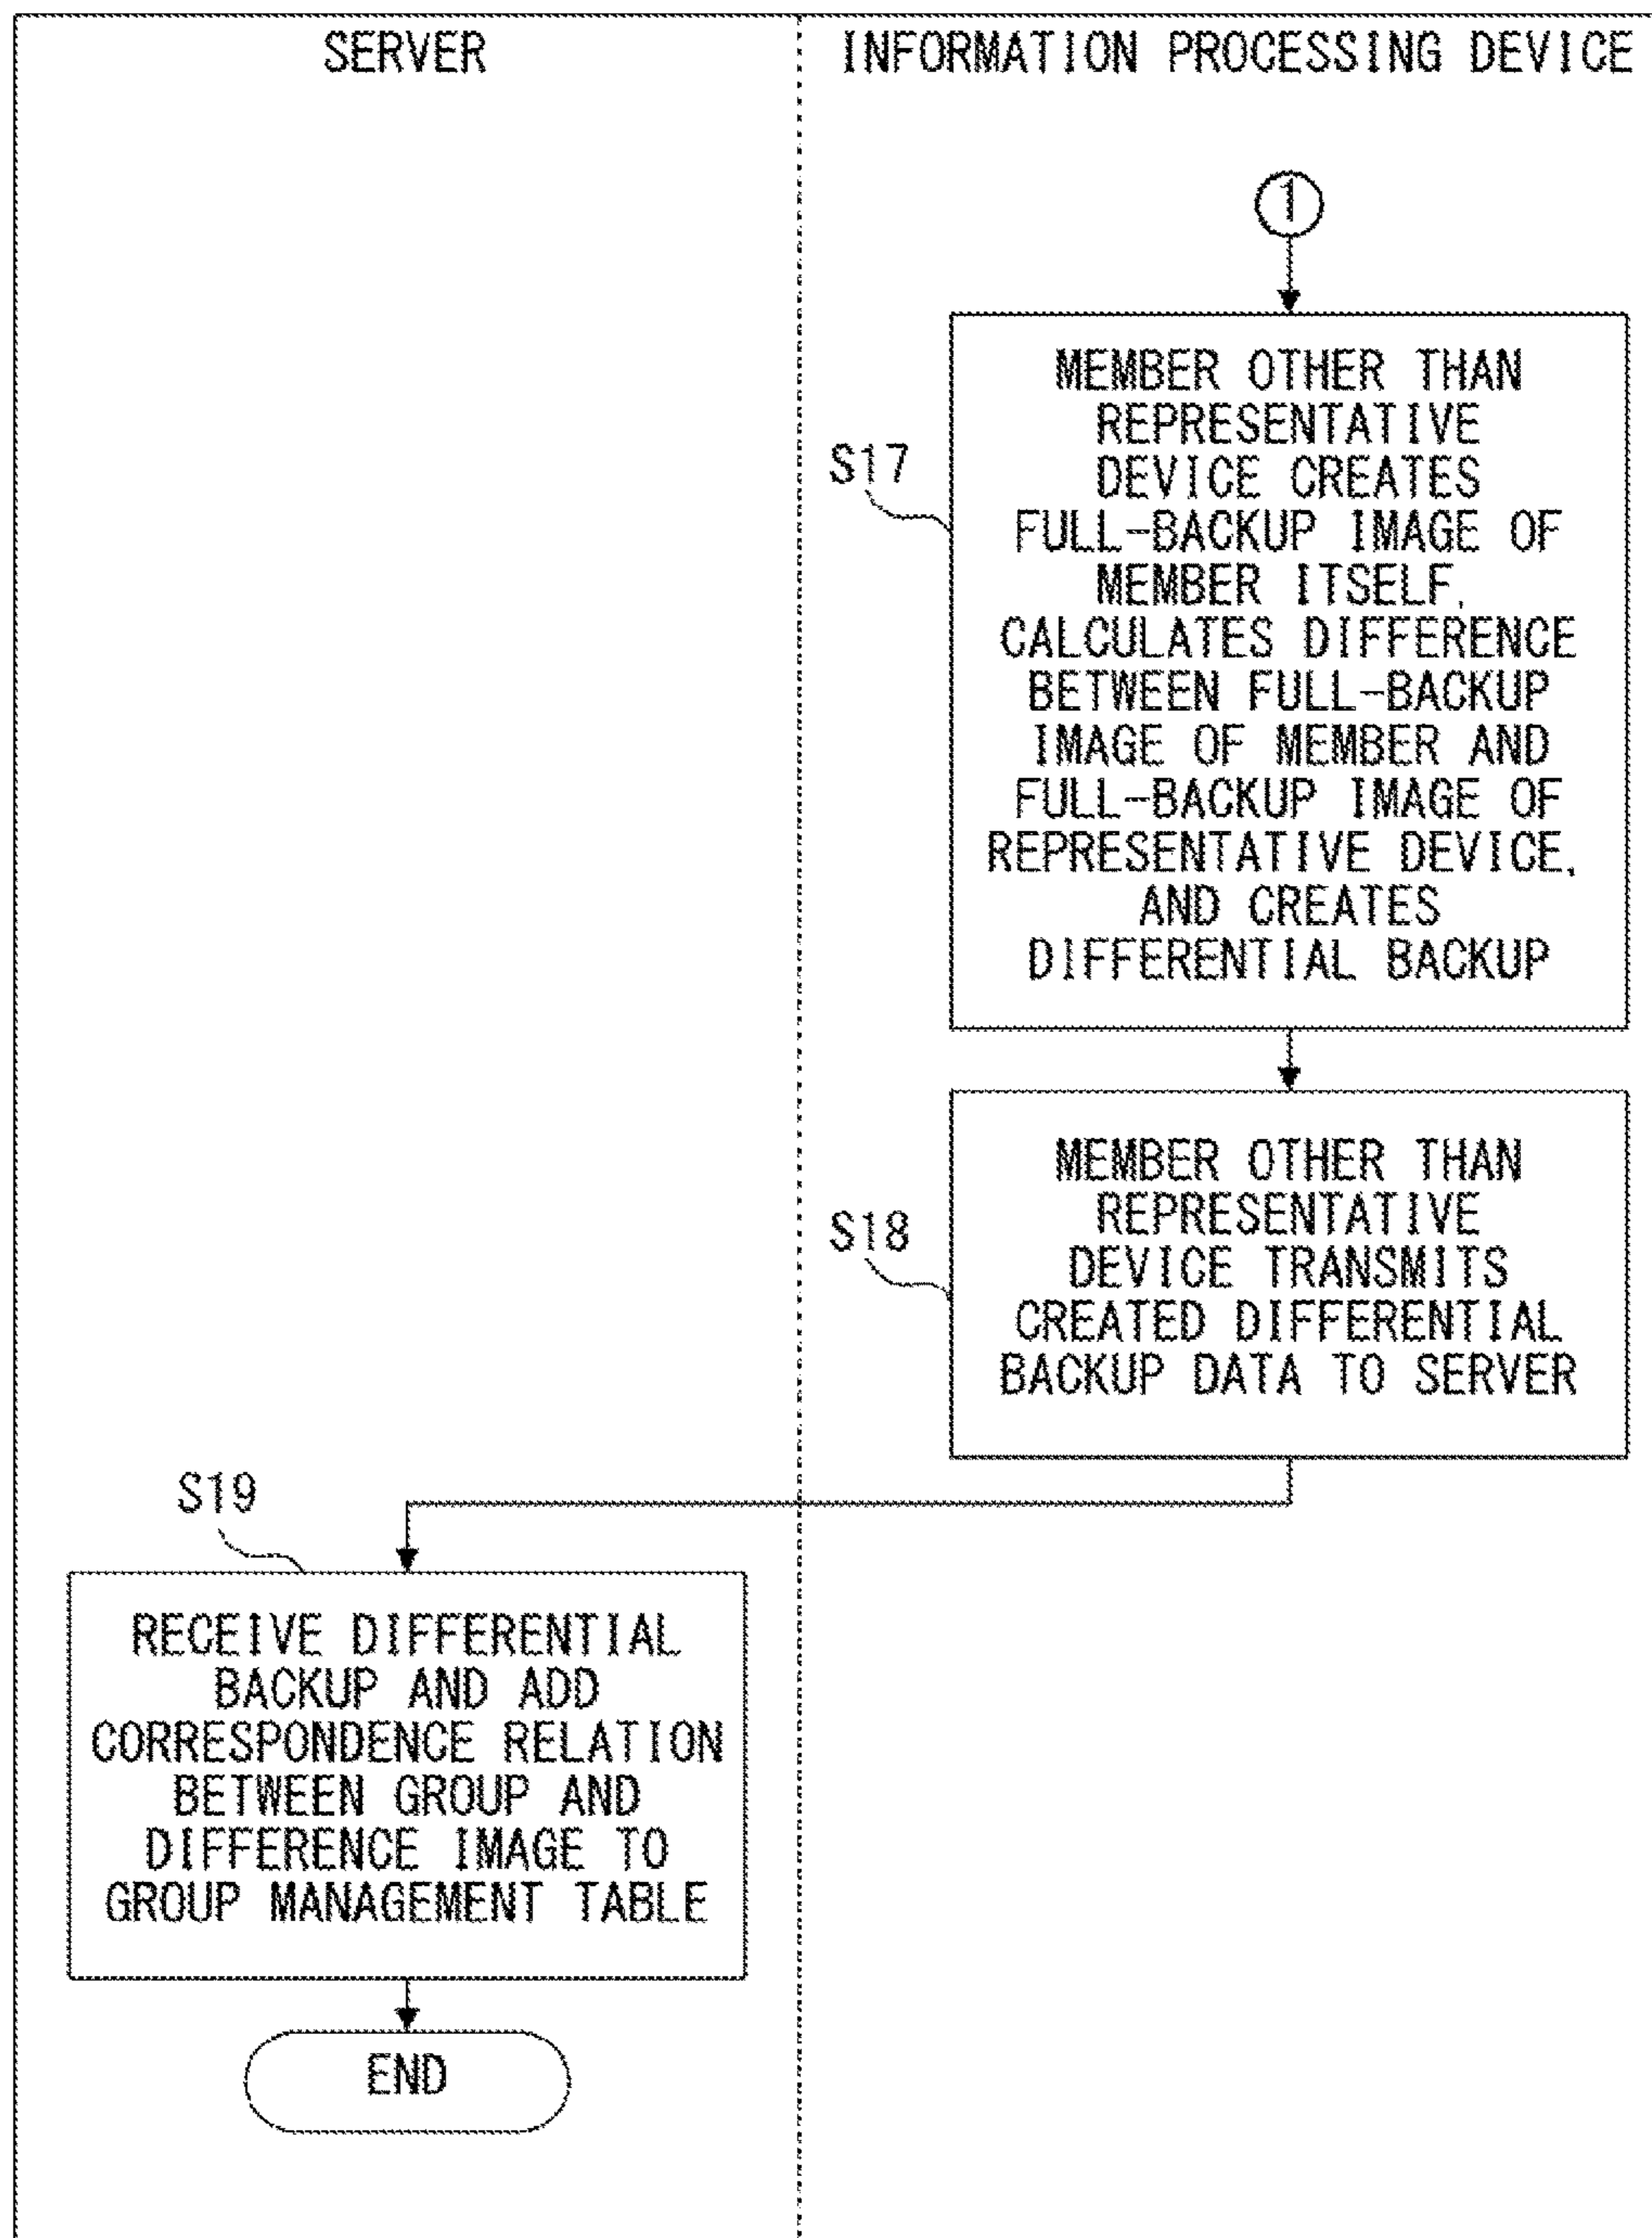 SERVER
INFORMATION PROCESSING DEVICE
1
S17
MEMBER OTHER THAN
REPRESENTATIVE
DEVICE CREATES
FULL-BACKUP IMAGE OF
MEMBER ITSELF,
CALCULATES DIFFERENCE
BETWEEN FULL-BACKUP
IMAGE OF MEMBER AND
FULL-BACKUP IMAGE OF
REPRESENTATIVE DEVICE,
AND CREATES
DIFFERENTIAL BACKUP
S18
MEMBER OTHER THAN
REPRESENTATIVE
DEVICE TRANSMITS
CREATED DIFFERENTIAL
BACKUP DATA TO SERVER
S19
RECEIVE DIFFERENTIAL
BACKUP AND ADD
CORRESPONDENCE RELATION
BETWEEN GROUP AND
DIFFERENCE IMAGE TO
GROUP MANAGEMENT TABLE
END